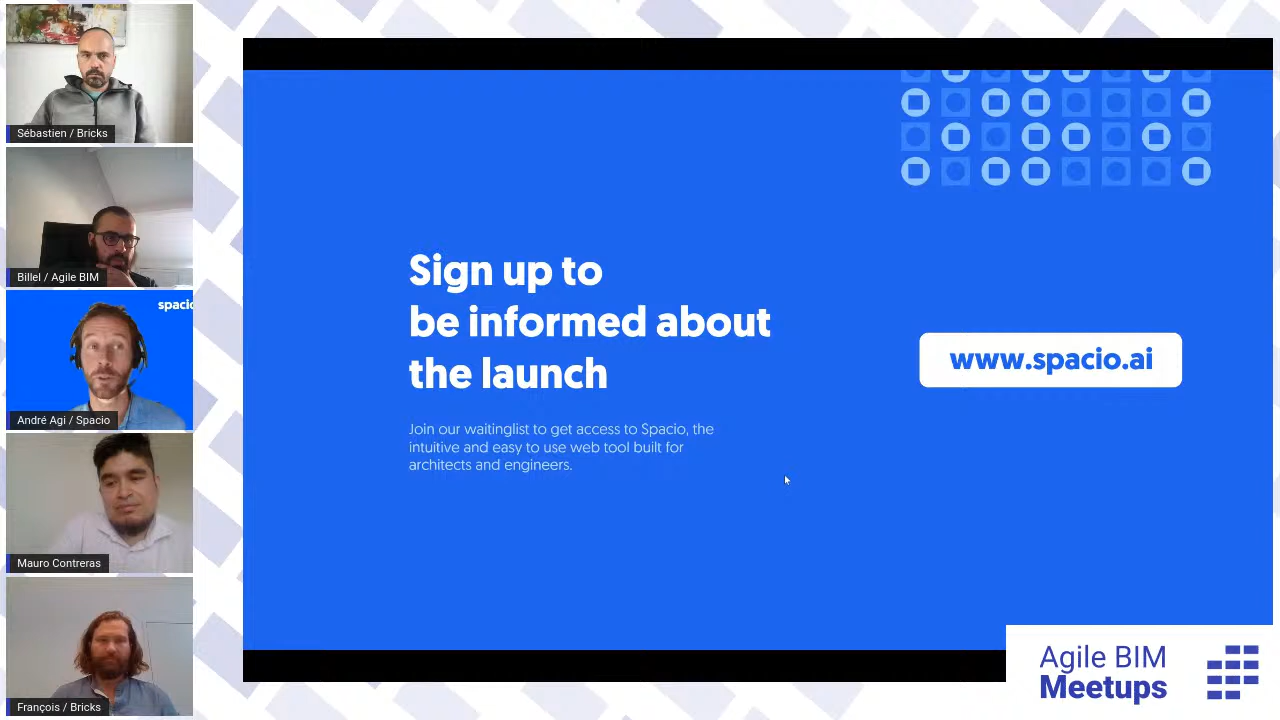 Sébastien / Bricks
Billel / Agile BIM
spacio
André Agi / Spacio
Mauro Contreras
François / Bricks
Sign up to
be informed about
the launch
Join our waitinglist to get access to Spacio, the
intuitive and easy to use web tool built for
architects and engineers.
www.spacio.ai
Agile BIM
Meetups